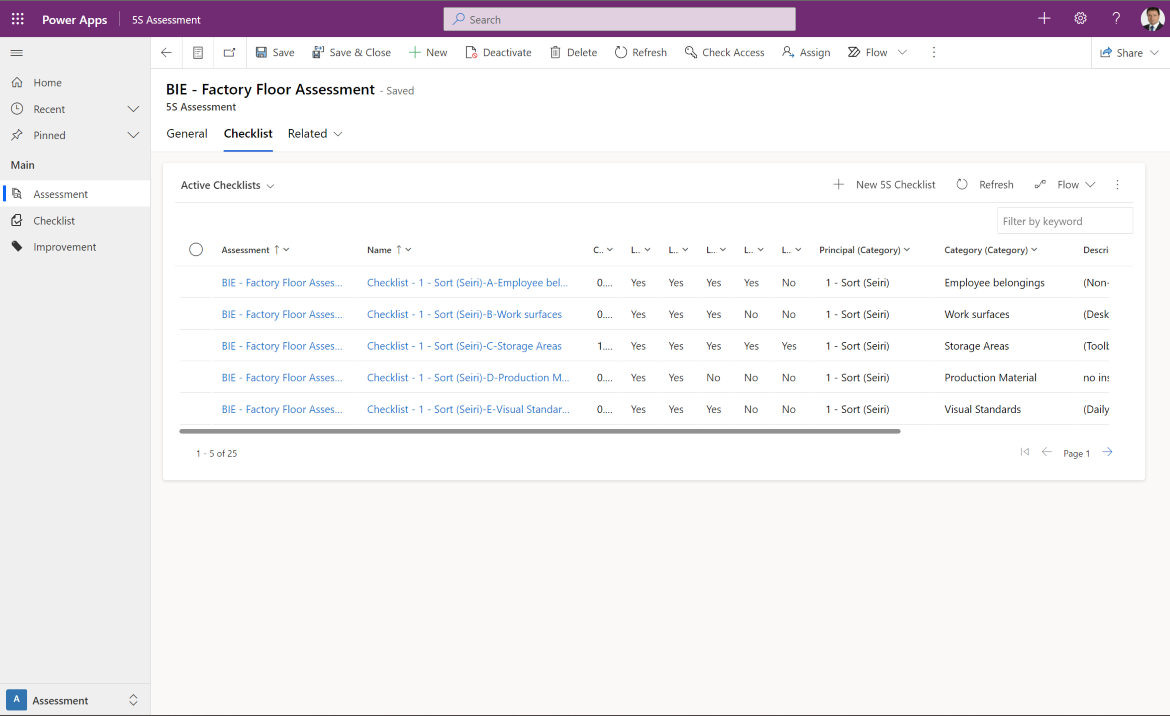 Power Apps 5S Assessment Search
Save Save & Close New Deactivate Delete Refresh Check Access Assign Flow Share
Home
Recent
Pinned
Main
Assessment
Checklist
Improvement
BIE - Factory Floor Assessment - Saved
5S Assessment
General Checklist Related
Active Checklists New 5S Checklist Refresh Flow
Filter by keyword
Assessment ↑ Name ↑ C.. L.. L.. L.. L.. L.. Principal (Category) Category (Category) Descri
BIE - Factory Floor Asses... Checklist - 1 - Sort (Seiri)-A-Employee bel... 0.... Yes Yes Yes Yes No 1 - Sort (Seiri) Employee belongings (Non-
BIE - Factory Floor Asses... Checklist - 1 - Sort (Seiri)-B-Work surfaces 0.... Yes Yes Yes No No 1 - Sort (Seiri) Work surfaces (Desk
BIE - Factory Floor Asses... Checklist - 1 - Sort (Seiri)-C-Storage Areas 1.... Yes Yes Yes Yes Yes 1 - Sort (Seiri) Storage Areas (Toolb
BIE - Factory Floor Asses... Checklist - 1 - Sort (Seiri)-D-Production M... 0.... Yes Yes No No No 1 - Sort (Seiri) Production Material no ins
BIE - Factory Floor Asses... Checklist - 1 - Sort (Seiri)-E-Visual Standar... 0.... Yes Yes Yes No No 1 - Sort (Seiri) Visual Standards (Daily
1 - 5 of 25 Page 1
A Assessment